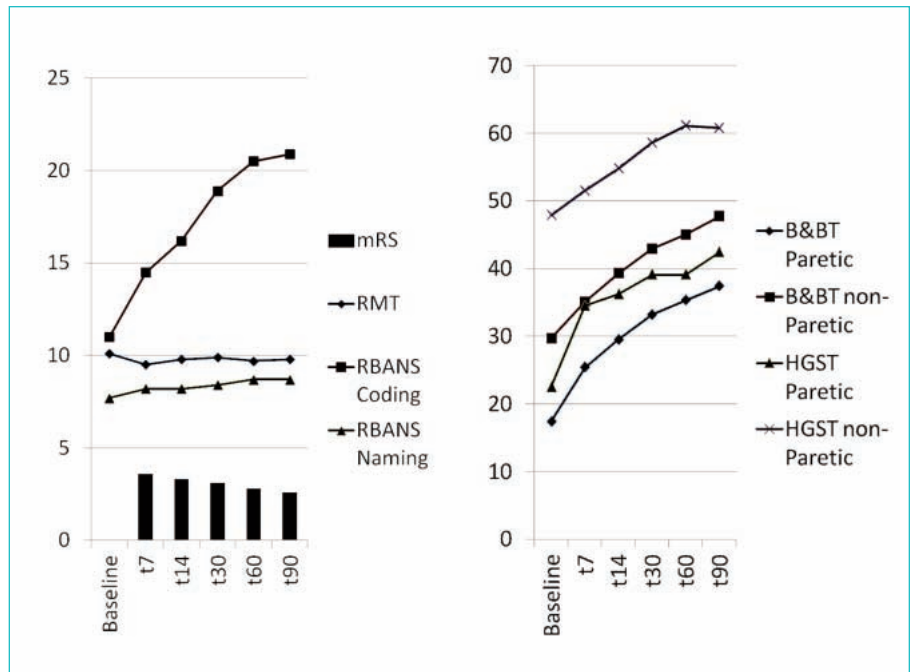 25
20
15
10
5
0
Baseline
t7
t14
t30
t60
t90
mRS
RMT
RBANS
Coding
RBANS
Naming
70
60
50
40
30
20
10
0
Baseline
t7
t14
t30
t60
t90
B&BT
Paretic
B&BT non-
Paretic
HGST
Paretic
HGST non-
Paretic